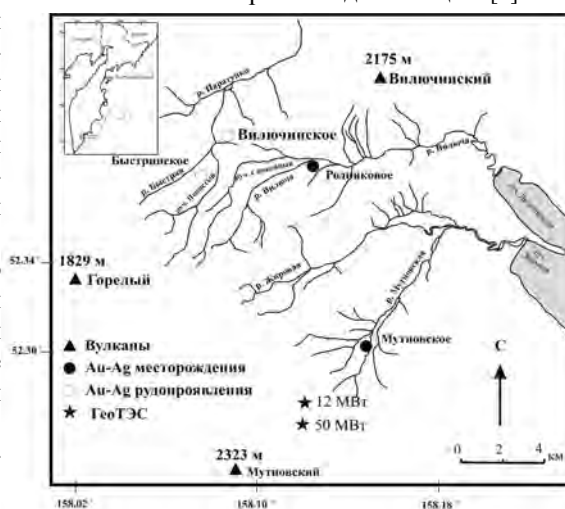 2175 м
Вилючинский
р. Паратунка
Вилючинское
Быстринское
р. Быстрая
р. Вилюча
Родниковое
р. Вилюча
52.34
1829 м
Горелый
р. Жировая
р. Мутновская
52.30
Мутновское
Вулканы
Au-Ag месторождения
Au-Ag рудопроявления
ГеоТЭС
С
12 МВт
50 МВт
0 2 4
км
2323 м
Мутновский
158.02
158.10
158.18